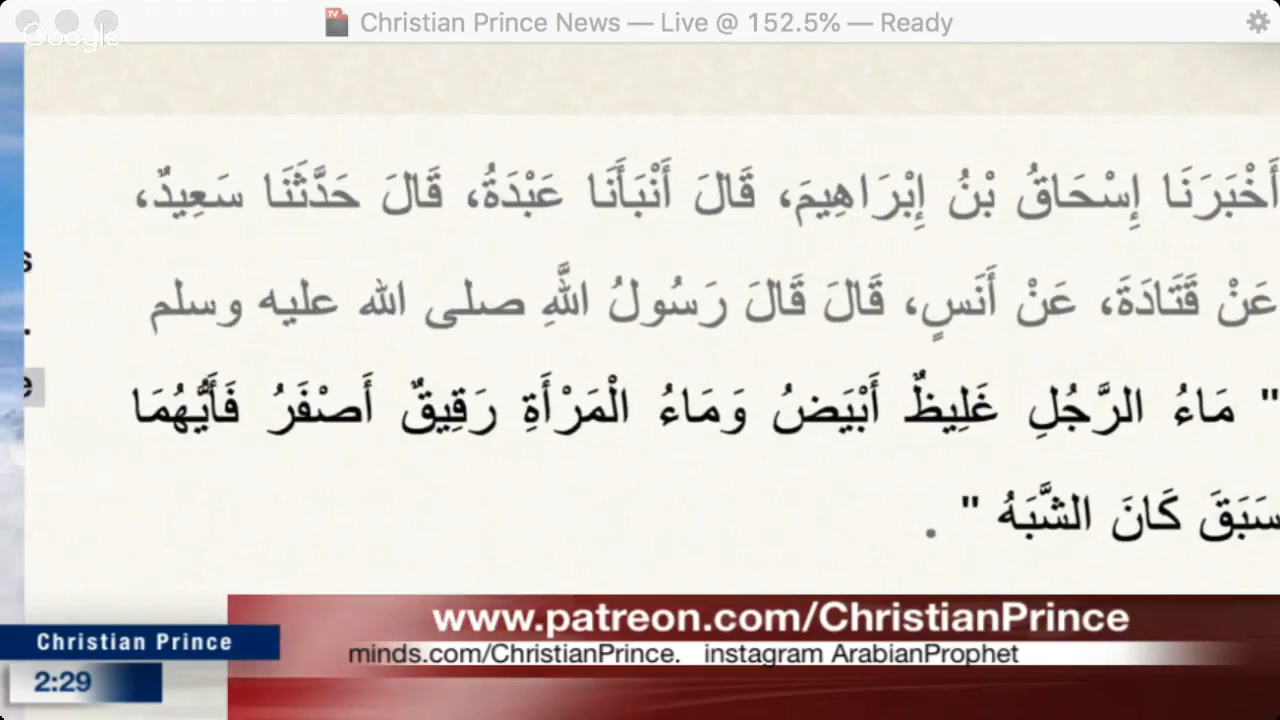 Christian Prince News — Live @ 152.5% — Ready
Google
أَخْبَرَنَا إِسْحَاقُ بْنُ إِبْرَاهِيمَ، قَالَ أَنْبَأَنَا عَبْدَةُ، قَالَ حَدَّثَنَا سَعِيدٌ،
عَنْ قَتَادَةَ، عَنْ أَنَسٍ، قَالَ قَالَ رَسُولُ اللَّهِ صلى الله عليه وسلم
" مَاءُ الرَّجُلِ غَلِيظٌ أَبْيَضُ وَمَاءُ الْمَرْأَةِ رَقِيقٌ أَصْفَرُ فَأَيُّهُمَا
سَبَقَ كَانَ الشَّبَهُ " .
www.patreon.com/ChristianPrince
Christian Prince
minds.com/ChristianPrince. instagram ArabianProphet
2:29